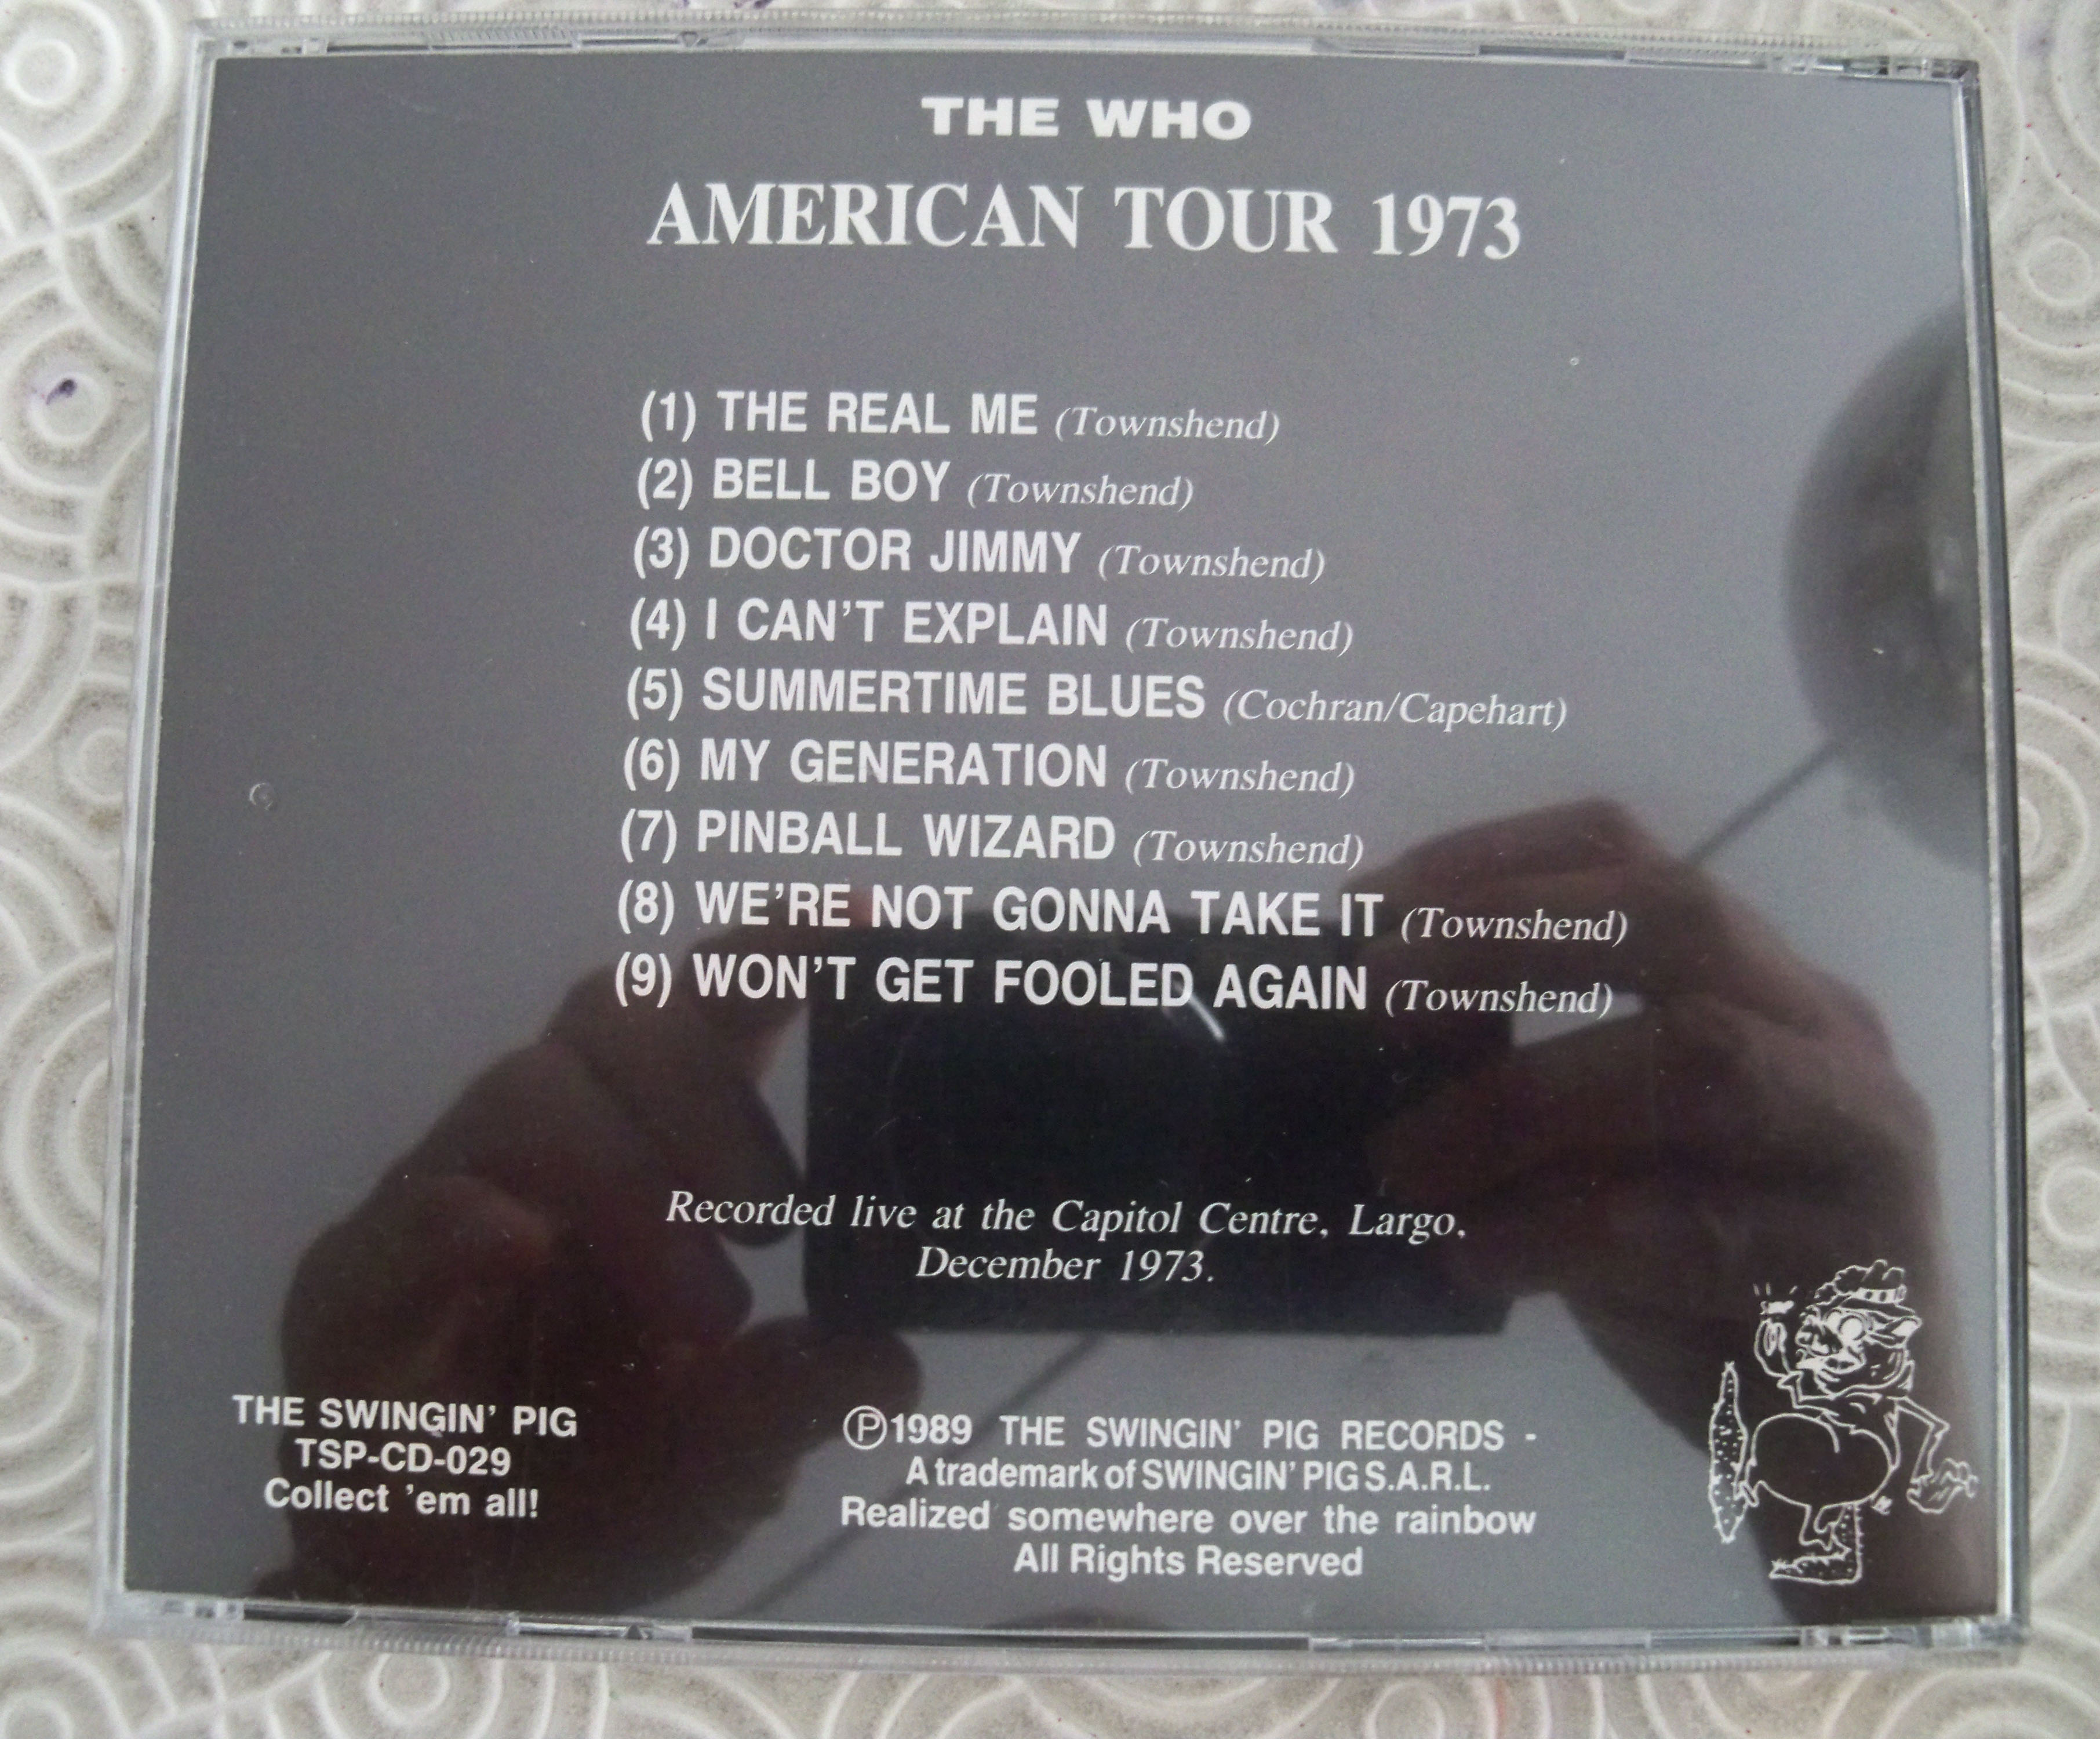 THE WHO
AMERICAN TOUR 1973
(1) THE REAL ME (Townshend)
(2) BELL BOY (Townshend)
(3) DOCTOR JIMMY (Townshend)
(4) I CAN'T EXPLAIN (Townshend)
(5) SUMMERTIME BLUES (Cochran/Capehart)
(6) MY GENERATION (Townshend)
(7) PINBALL WIZARD (Townshend)
(8) WE'RE NOT GONNA TAKE IT (Townshend)
(9) WON'T GET FOOLED AGAIN (Townshend)
Recorded live at the Capitol Centre, Largo,
December 1973.
THE SWINGIN' PIG
TSP-CD-029
Collect 'em all!
℗1989 THE SWINGIN' PIG RECORDS -
A trademark of SWINGIN' PIG S.A.R.L.
Realized somewhere over the rainbow
All Rights Reserved